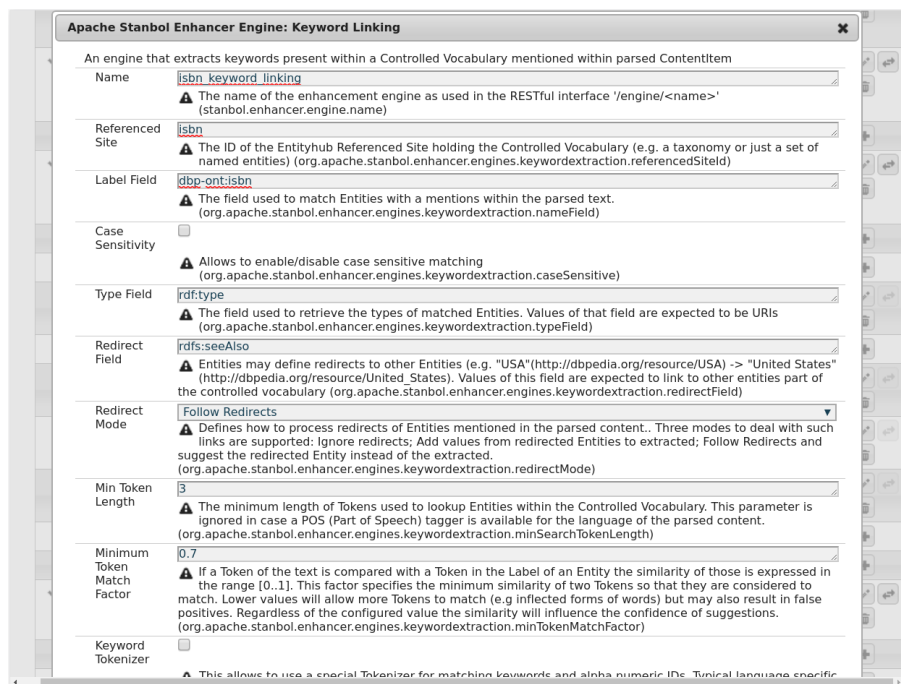 Apache Stanbol Enhancer Engine: Keyword Linking
An engine that extracts keywords present within a Controlled Vocabulary mentioned within parsed ContentItem
Name
isbn_keyword_linking
The name of the enhancement engine as used in the RESTful interface '/engine/<name>'
(stanbol.enhancer.engine.name)
Referenced
Site
isbn
The ID of the Entityhub Referenced Site holding the Controlled Vocabulary (e.g. a taxonomy or just a set of
named entities) (org.apache.stanbol.enhancer.engines.keywordextraction.referencedSiteId)
Label Field
dbp-ont:isbn
The field used to match Entities with a mentions within the parsed text.
(org.apache.stanbol.enhancer.engines.keywordextraction.nameField)
Case
Sensitivity
Allows to enable/disable case sensitive matching
(org.apache.stanbol.enhancer.engines.keywordextraction.caseSensitive)
Type Field
rdf:type
The field used to retrieve the types of matched Entities. Values of that field are expected to be URIs
(org.apache.stanbol.enhancer.engines.keywordextraction.typeField)
Redirect
Field
rdfs:seeAlso
Entities may define redirects to other Entities (e.g. "USA"(http://dbpedia.org/resource/USA) -> "United States"
(http://dbpedia.org/resource/United_States). Values of this field are expected to link to other entities part of
the controlled vocabulary (org.apache.stanbol.enhancer.engines.keywordextraction.redirectField)
Redirect
Mode
Follow Redirects
Defines how to process redirects of Entities mentioned in the parsed content.. Three modes to deal with such
links are supported: Ignore redirects; Add values from redirected Entities to extracted; Follow Redirects and
suggest the redirected Entity instead of the extracted.
(org.apache.stanbol.enhancer.engines.keywordextraction.redirectMode)
Min Token
Length
3
The minimum length of Tokens used to lookup Entities within the Controlled Vocabulary. This parameter is
ignored in case a POS (Part of Speech) tagger is available for the language of the parsed content.
(org.apache.stanbol.enhancer.engines.keywordextraction.minSearchTokenLength)
Minimum
Token
Match
Factor
0.7
If a Token of the text is compared with a Token in the Label of an Entity the similarity of those is expressed in
the range [0..1]. This factor specifies the minimum similarity of two Tokens so that they are considered to
match. Lower values will allow more Tokens to match (e.g inflected forms of words) but may also result in false
positives. Regardless of the configured value the similarity will influence the confidence of suggestions.
(org.apache.stanbol.enhancer.engines.keywordextraction.minTokenMatchFactor)
Keyword
Tokenizer
This allows to use a special Tokenizer for matching keywords and alpha numeric IDs. Typical language specific